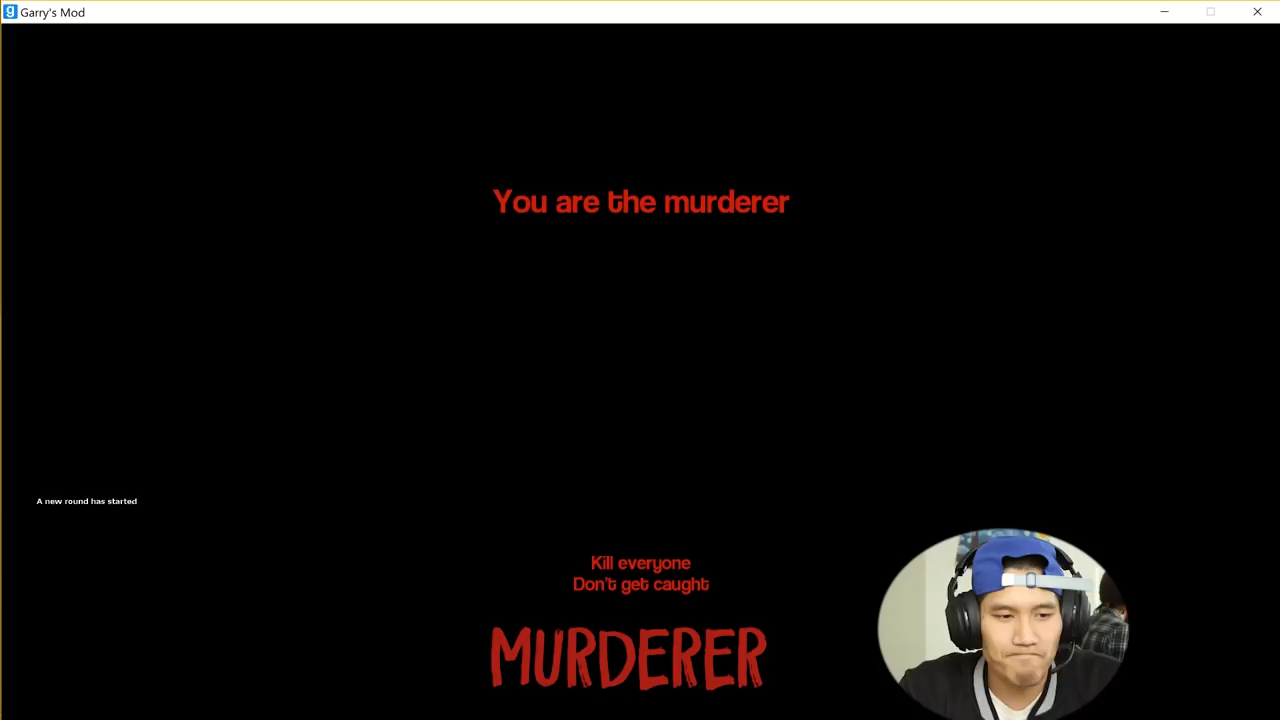 Garry's Mod
You are the murderer
A new round has started
Kill everyone
Don't get caught
MURDERER